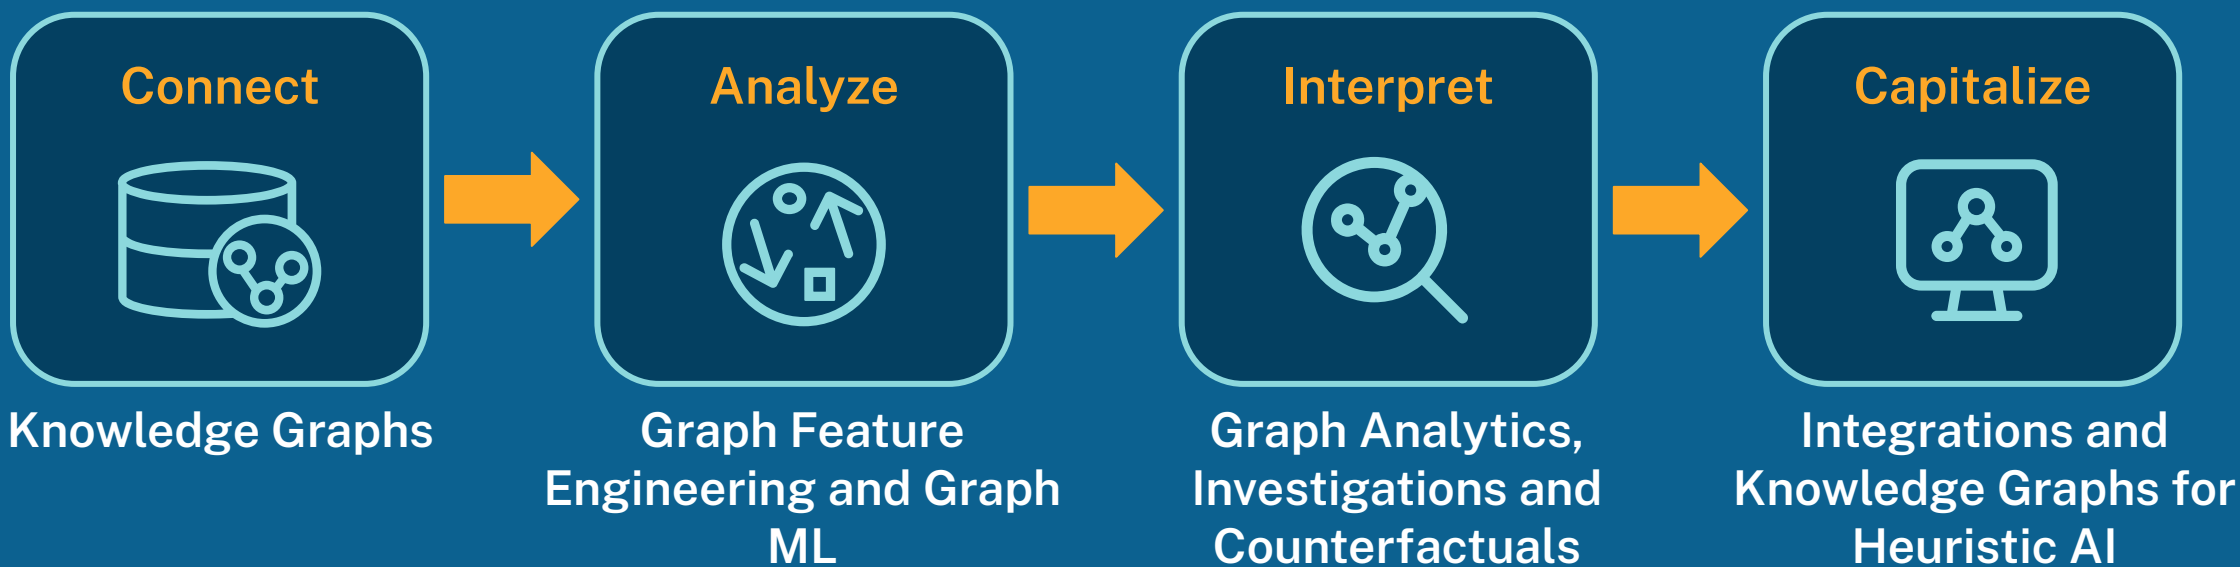 Connect
Knowledge Graphs
Analyze
Graph Feature
Engineering and Graph
ML
Interpret
Graph Analytics,
Investigations and
Counterfactuals
Capitalize
Integrations and
Knowledge Graphs for
Heuristic AI